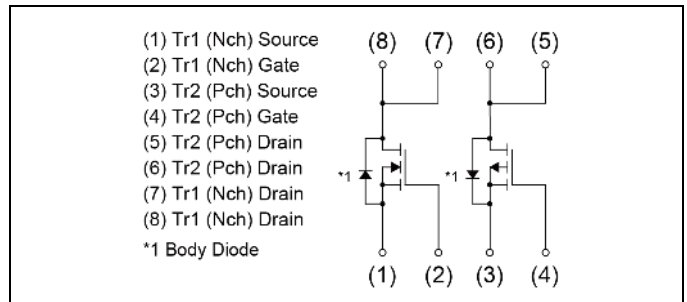 (1) Tr1 (Nch) Source
(2) Tr1 (Nch) Gate
(3) Tr2 (Pch) Source
(4) Tr2 (Pch) Gate
(5) Tr2 (Pch) Drain
(6) Tr2 (Pch) Drain
(7) Tr1 (Nch) Drain
(8) Tr1 (Nch) Drain
*1 Body Diode
(8) (7) (6) (5)
*1 *1
(1) (2) (3) (4)